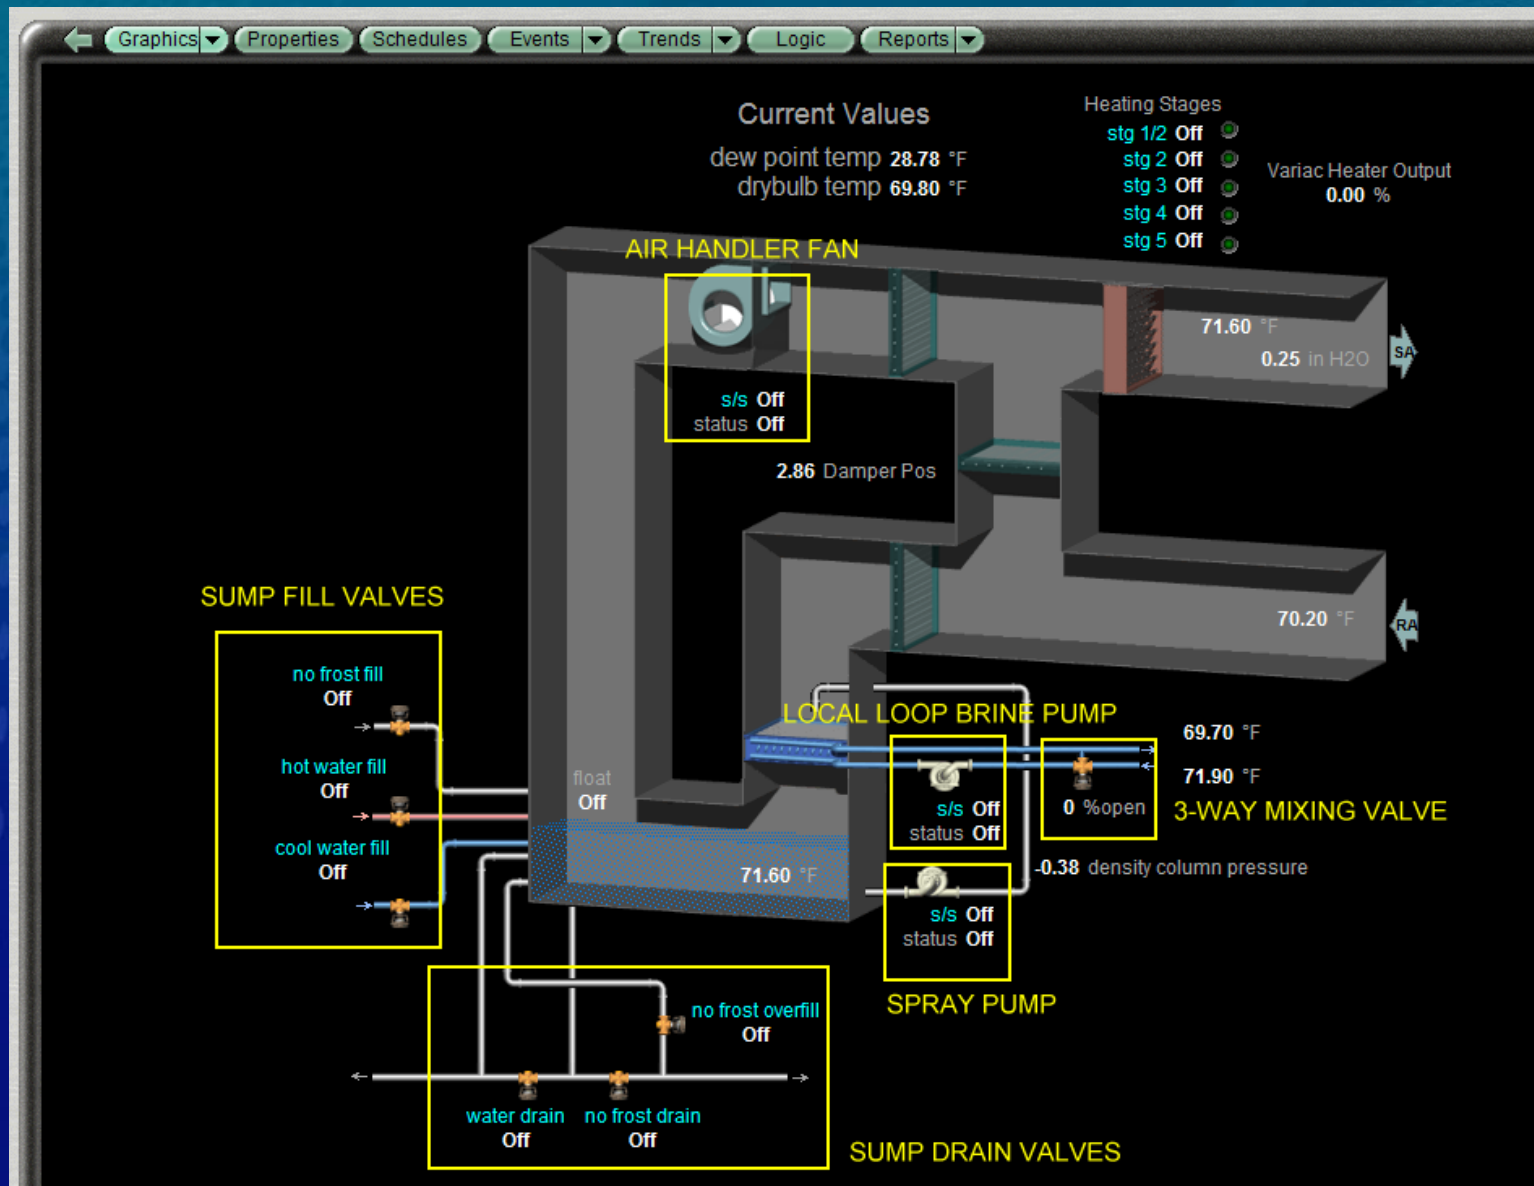 Graphics Properties Schedules Events Trends Logic Reports
Current Values
dew point temp 28.78 °F
drybulb temp 69.80 °F
Heating Stages
stg 1/2 Off
stg 2 Off
stg 3 Off
stg 4 Off
stg 5 Off
Variac Heater Output
0.00 %
AIR HANDLER FAN
s/s Off
status Off
71.60 °F
0.25 in H2O
SA
2.86 Damper Pos
70.20 °F
RA
SUMP FILL VALVES
no frost fill
Off
hot water fill
Off
cool water fill
Off
float
Off
71.60 °F
LOCAL LOOP BRINE PUMP
s/s Off
status Off
69.70 °F
71.90 °F
0 %open
3-WAY MIXING VALVE
-0.38 density column pressure
s/s Off
status Off
SPRAY PUMP
no frost overfill
Off
water drain
Off
no frost drain
Off
SUMP DRAIN VALVES